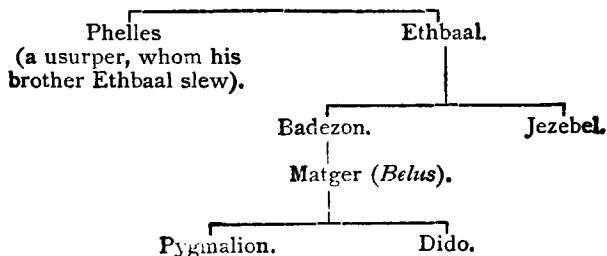 Phelles Ethbaal.
(a usurper, whom his
brother Ethbaal slew).
Badezon. Jezebel.
Matger (Belus).
Pygmalion. Dido.